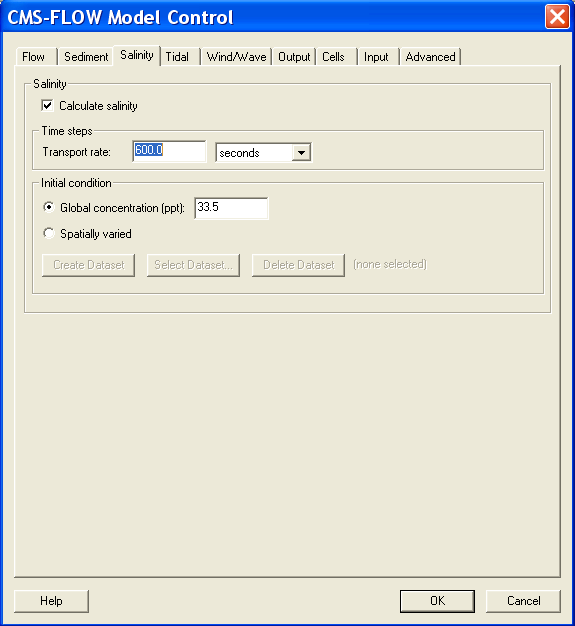 CMS-FLOW Model Control
Flow Sediment Salinity Tidal Wind/Wave Output Cells Input Advanced
Salinity
Calculate salinity
Time steps
Transport rate: 600.0 seconds
Initial condition
Global concentration (ppt): 33.5
Spatially varied
Create Dataset Select Dataset... Delete Dataset (none selected)
Help OK Cancel